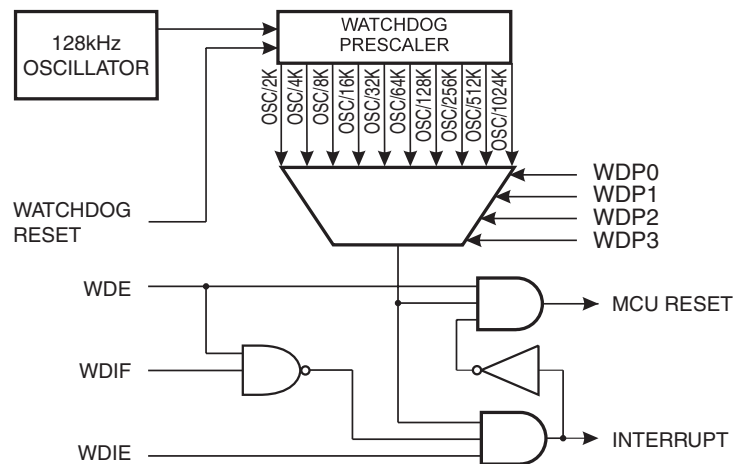 128kHz
OSCILLATOR
WATCHDOG
PRESCALER
OSC/2K
OSC/4K
OSC/8K
OSC/16K
OSC/32K
OSC/64K
OSC/128K
OSC/256K
OSC/512K
OSC/1024K
WATCHDOG
RESET
WDP0
WDP1
WDP2
WDP3
WDE
MCU RESET
WDIF
WDIE
INTERRUPT